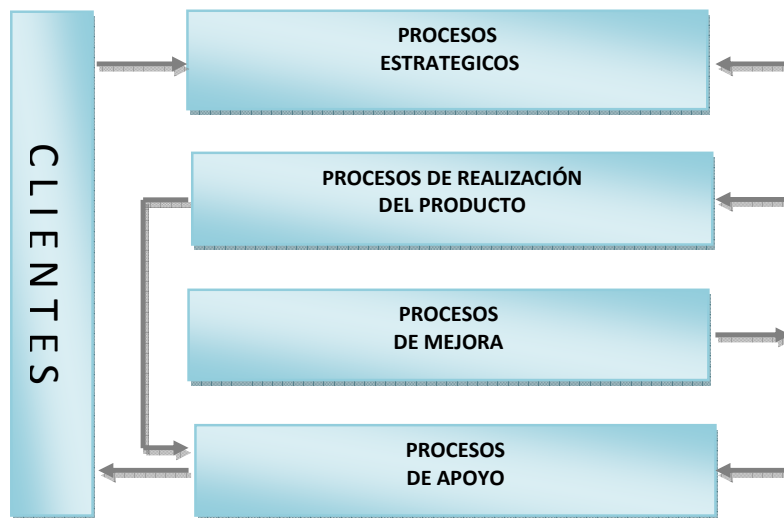 CLIENTES
PROCESOS
ESTRATEGICOS
PROCESOS DE REALIZACIÓN
DEL PRODUCTO
PROCESOS
DE MEJORA
PROCESOS
DE APOYO